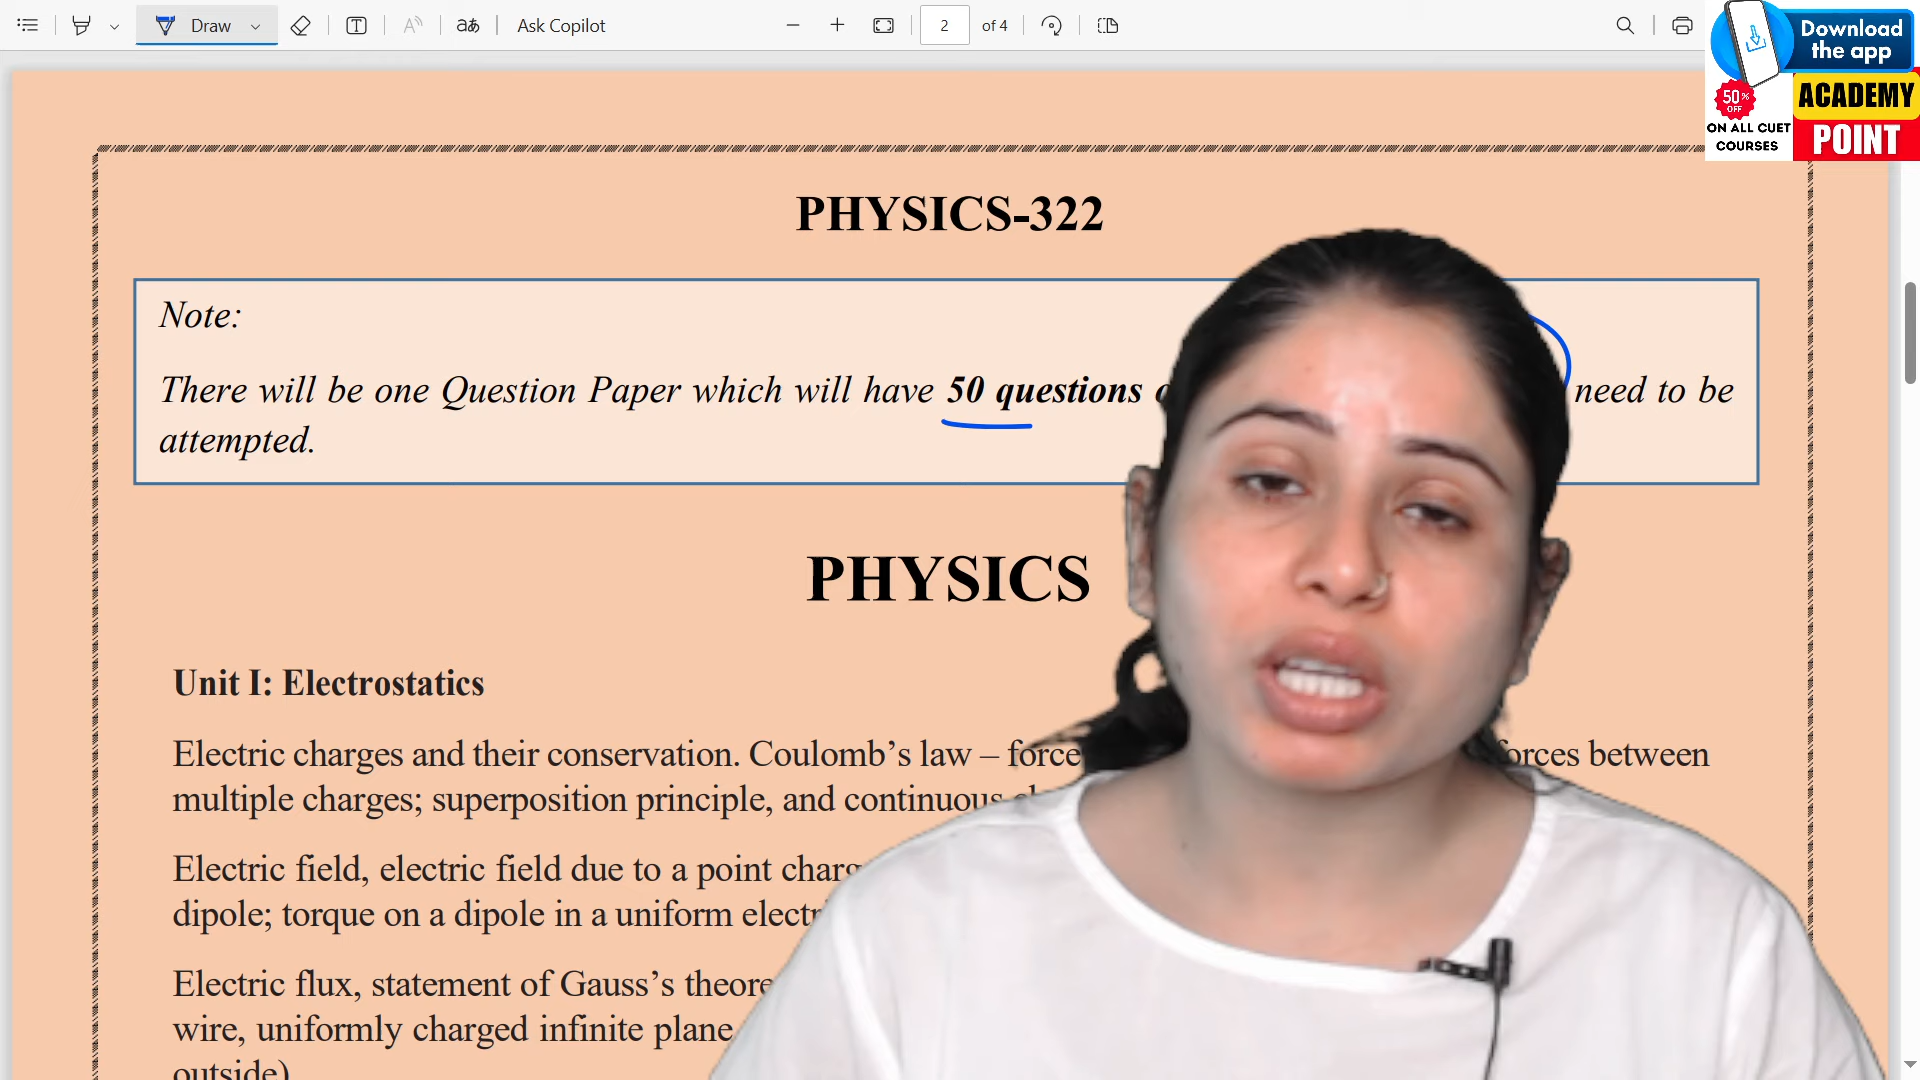 Draw
Ask Copilot
2
of 4
Download
the app
50%
OFF
ON ALL CUET
COURSES
ACADEMY
POINT
PHYSICS-322
Note:
There will be one Question Paper which will have 50 questions need to be
attempted.
PHYSICS
Unit I: Electrostatics
Electric charges and their conservation. Coulomb’s law – force forces between
multiple charges; superposition principle, and continuous
Electric field, electric field due to a point
dipole; torque on a dipole in a uniform
Electric flux, statement of Gauss’s
wire, uniformly charged infinite plane
outside)